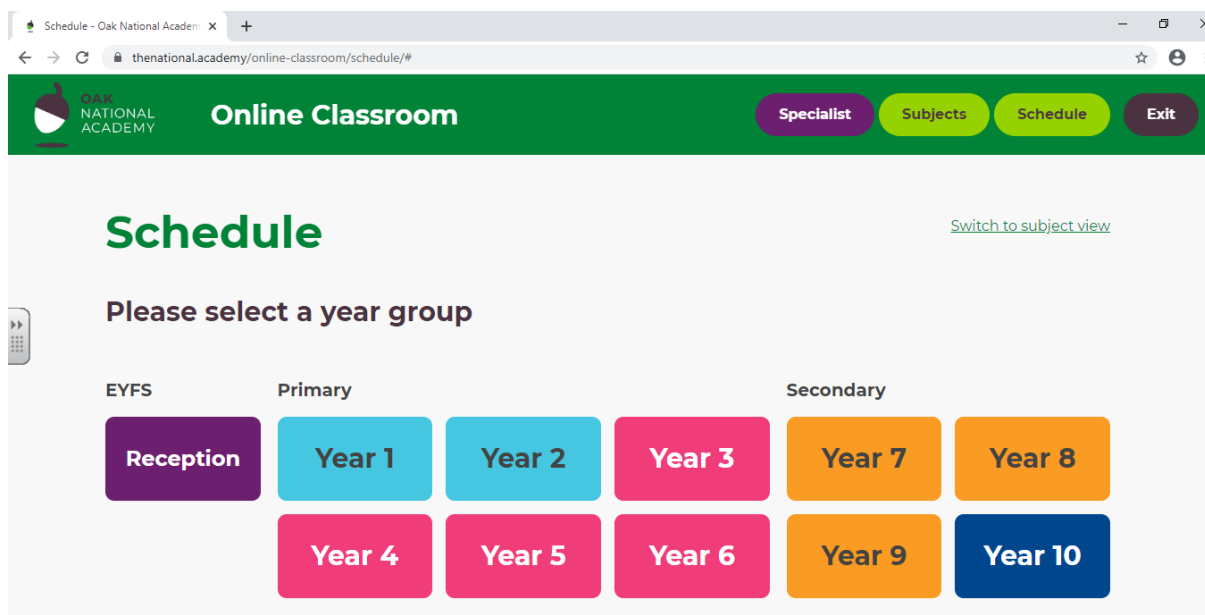 Schedule - Oak National Academ
thenational.academy/online-classroom/schedule/#
OAK
NATIONAL
ACADEMY
Online Classroom
Specialist
Subjects
Schedule
Exit
Schedule
Switch to subject view
Please select a year group
EYFS
Primary
Secondary
Reception
Year 1
Year 2
Year 3
Year 7
Year 8
Year 4
Year 5
Year 6
Year 9
Year 10